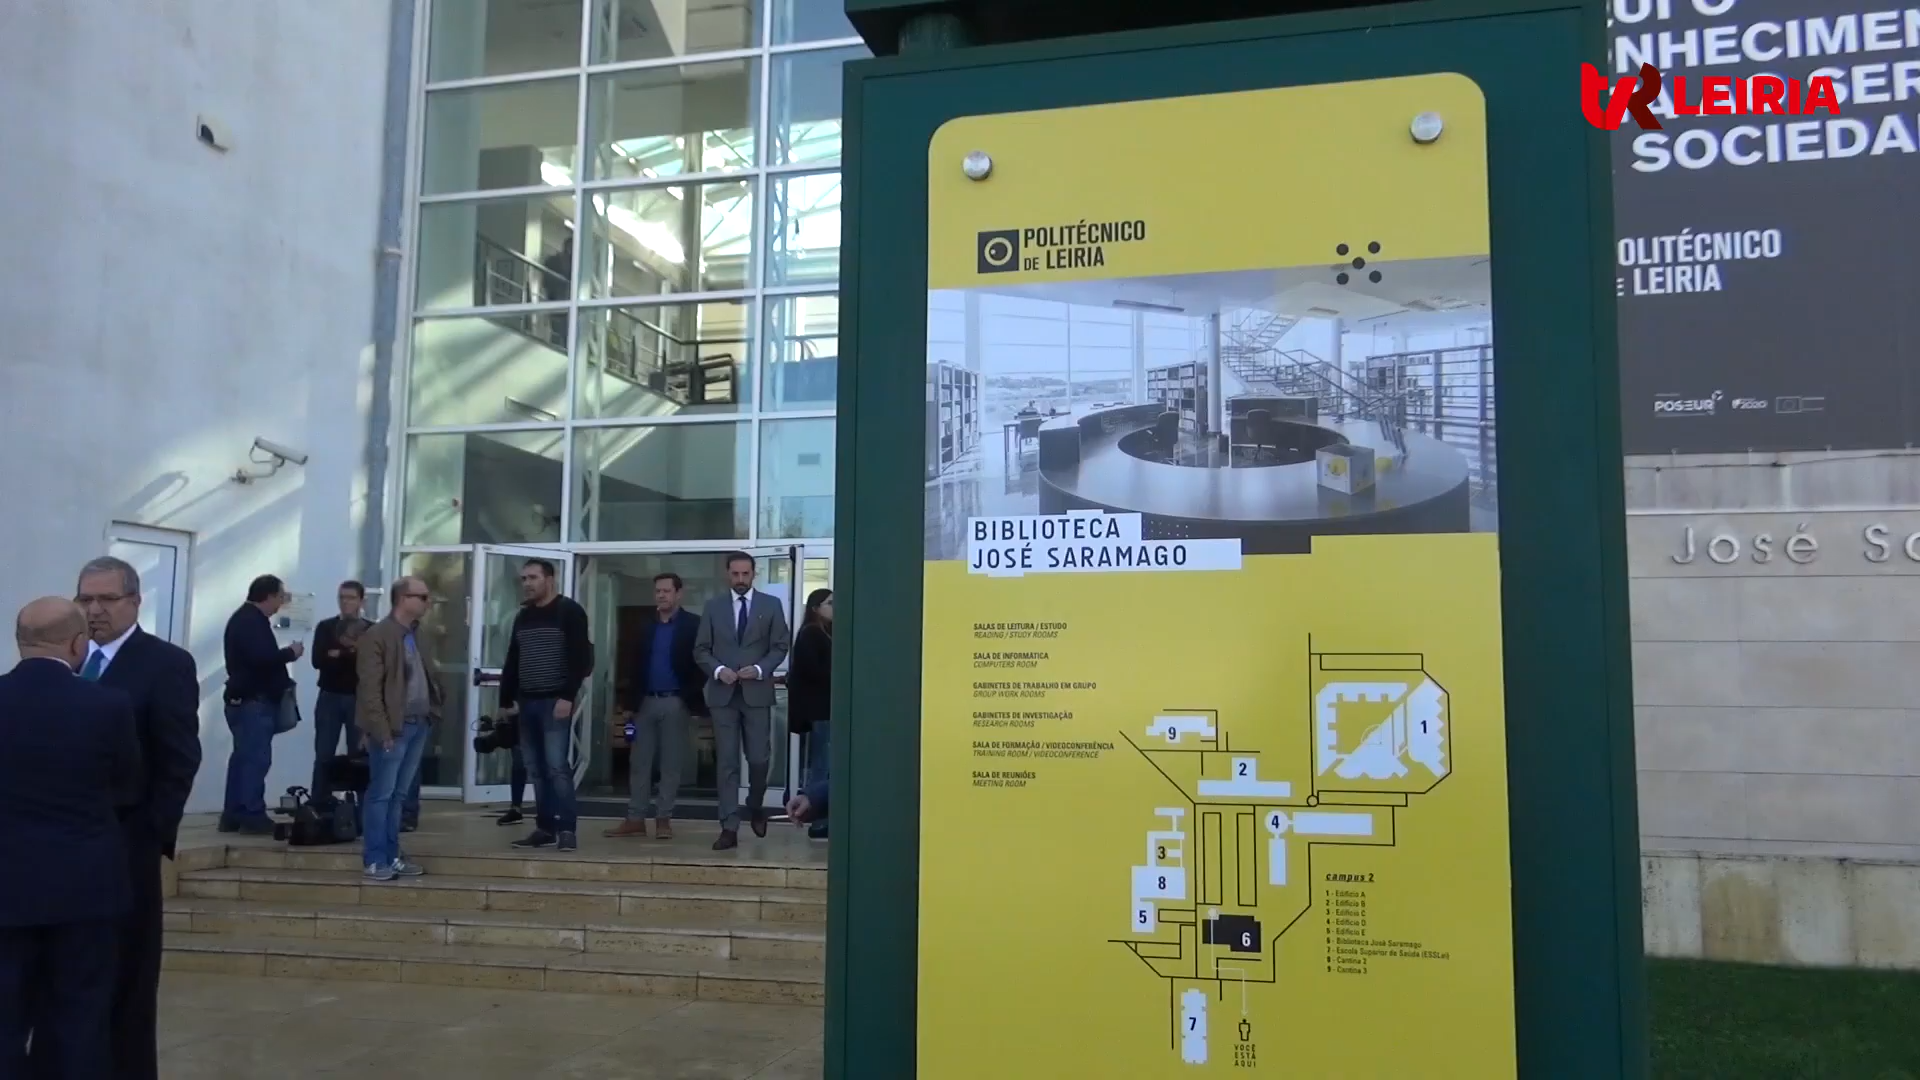 POLITÉCNICO
DE LEIRIA
BIBLIOTECA
JOSÉ SARAMAGO
SALAS DE LEITURA / ESTUDO
READING / STUDY ROOMS
SALA DE INFORMÁTICA
COMPUTERS ROOM
GABINETES DE TRABALHO EM GRUPO
GROUP WORK ROOMS
GABINETES DE INVESTIGAÇÃO
RESEARCH ROOMS
SALA DE FORMAÇÃO / VIDEOCONFERÊNCIA
TRAINING ROOM / VIDEOCONFERENCE
SALA DE REUNIÕES
MEETING ROOM
1
9
2
4
3
8
5
6
7
VOCÊ
ESTÁ
AQUI
campus 2
1 - Edifício A
2 - Edifício B
3 - Edifício C
4 - Edifício D
5 - Edifício E
6 - Biblioteca José Saramago
7 - Escola Superior de Saúde (ESSLei)
8 - Cantina 2
9 - Cantina 3
LEIRIA
NHECIMEN
SER
SOCIEDA
OLITÉCNICO
E LEIRIA
POSEUR
2020
José Sa